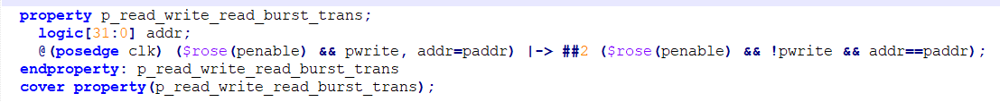 property p_read_write_read_burst_trans;
logic[31:0] addr;
@(posedge clk) ($rose(penable) && pwrite, addr=paddr) |-> ##2 ($rose(penable) && !pwrite && addr==paddr);
endproperty: p_read_write_read_burst_trans
cover property(p_read_write_read_burst_trans);